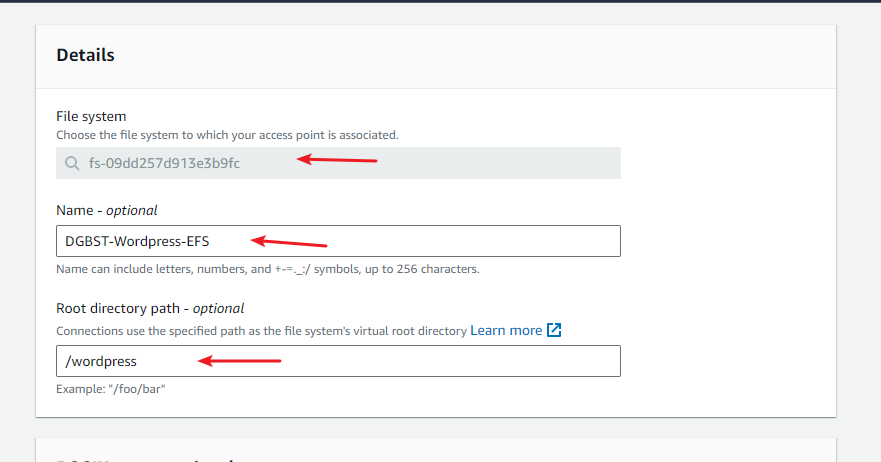 Details
File system
Choose the file system to which your access point is associated.
fs-09dd257d913e3b9fc
Name - optional
DGBST-Wordpress-EFS
Name can include letters, numbers, and +-=._:/ symbols, up to 256 characters.
Root directory path - optional
Connections use the specified path as the file system's virtual root directory Learn more
/wordpress
Example: "/foo/bar"